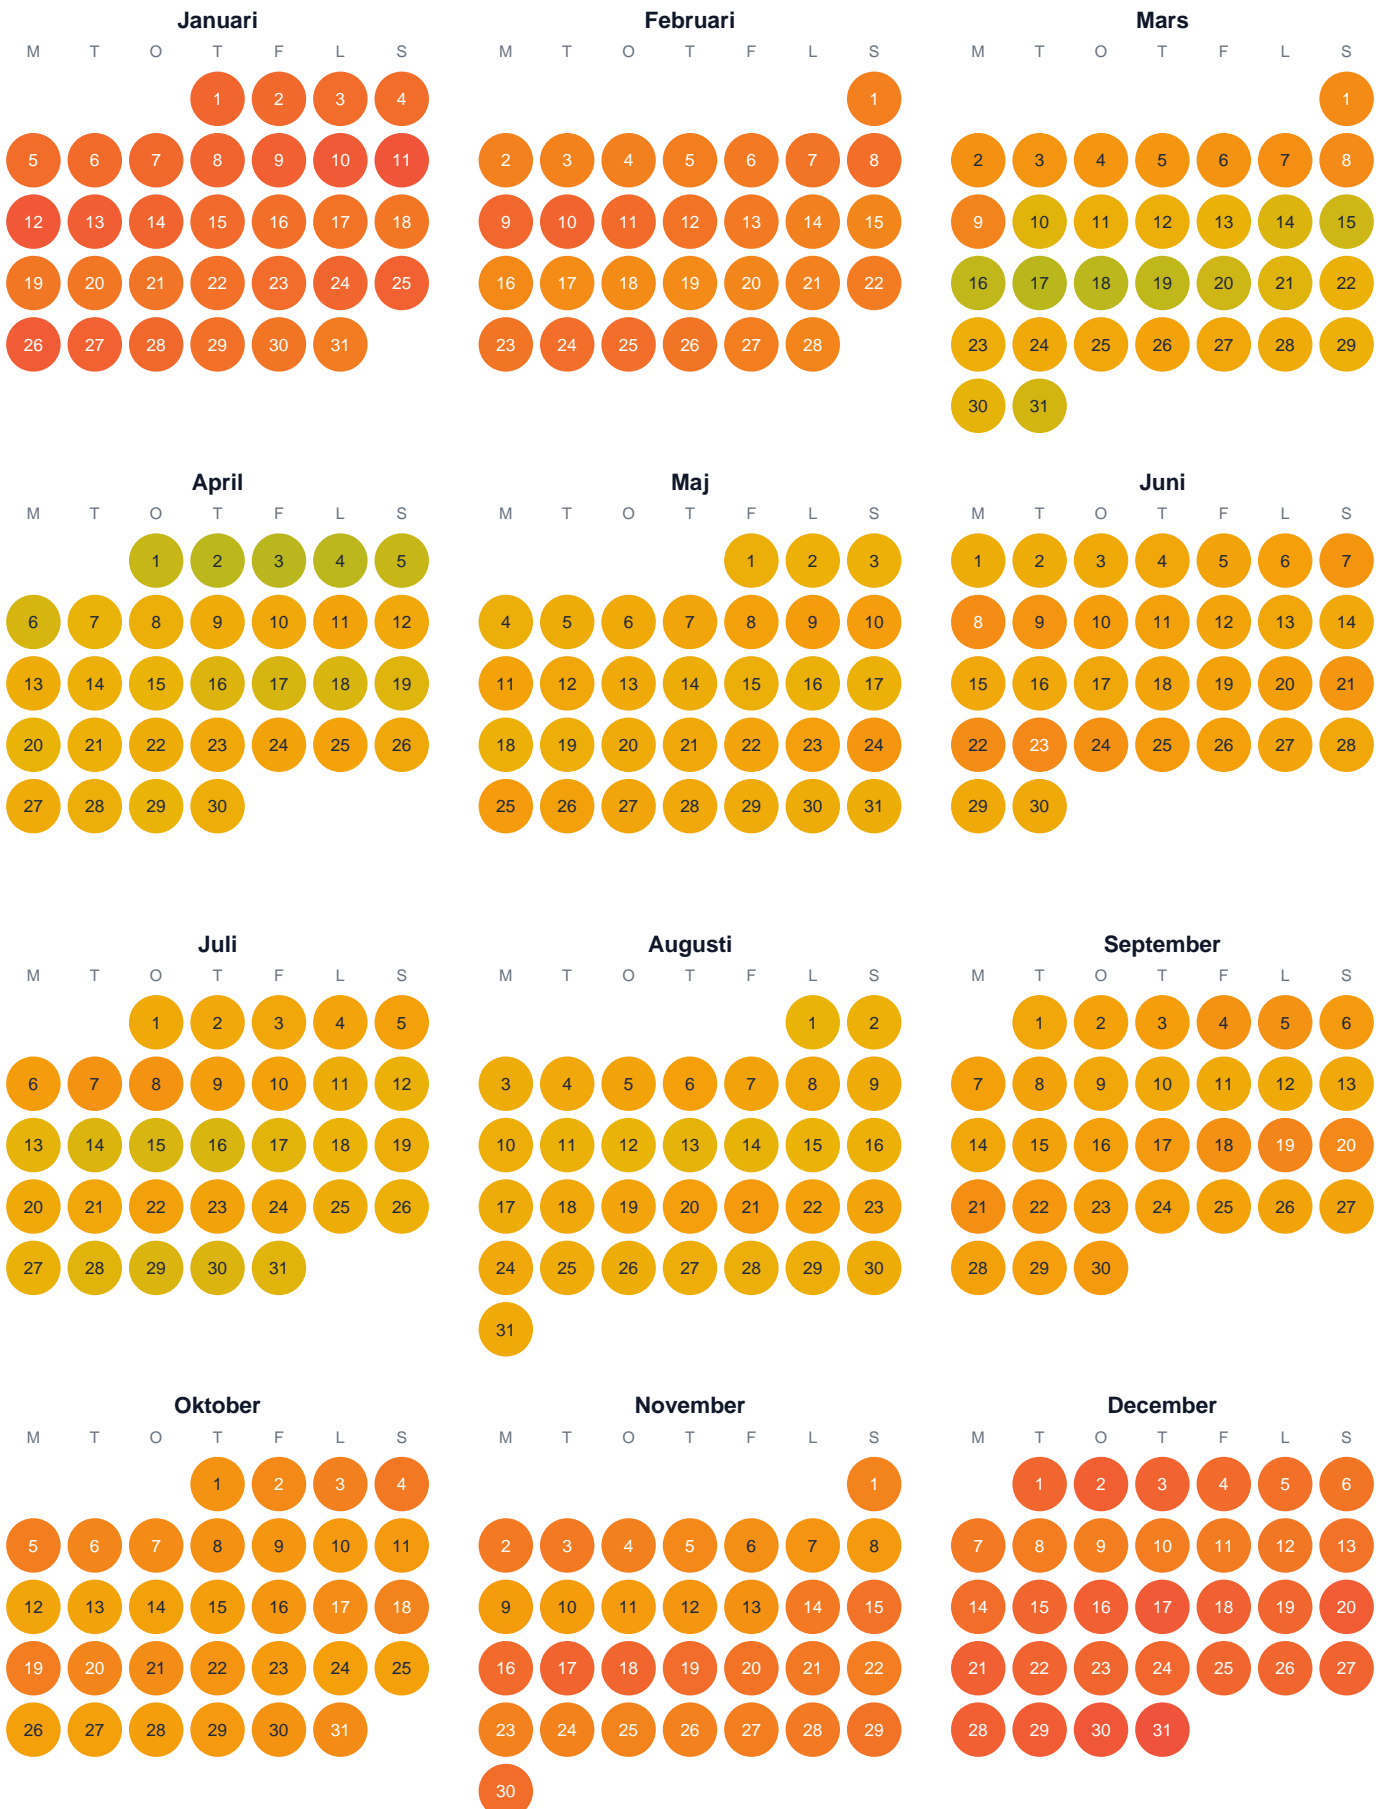 Januari Februari Mars
M T O T F L S M T O T F L S M T O T F L S
1 2 3 4 1 1
5 6 7 8 9 10 11 2 3 4 5 6 7 8 2 3 4 5 6 7 8
12 13 14 15 16 17 18 9 10 11 12 13 14 15 9 10 11 12 13 14 15
19 20 21 22 23 24 25 16 17 18 19 20 21 22 16 17 18 19 20 21 22
26 27 28 29 30 31 23 24 25 26 27 28 23 24 25 26 27 28 29
30 31
April Maj Juni
M T O T F L S M T O T F L S M T O T F L S
1 2 3 4 5 1 2 3 1 2 3 4 5 6 7
6 7 8 9 10 11 12 4 5 6 7 8 9 10 8 9 10 11 12 13 14
13 14 15 16 17 18 19 11 12 13 14 15 16 17 15 16 17 18 19 20 21
20 21 22 23 24 25 26 18 19 20 21 22 23 24 22 23 24 25 26 27 28
27 28 29 30 25 26 27 28 29 30 31 29 30
Juli Augusti September
M T O T F L S M T O T F L S M T O T F L S
1 2 3 4 5 1 2 1 2 3 4 5 6
6 7 8 9 10 11 12 3 4 5 6 7 8 9 7 8 9 10 11 12 13
13 14 15 16 17 18 19 10 11 12 13 14 15 16 14 15 16 17 18 19 20
20 21 22 23 24 25 26 17 18 19 20 21 22 23 21 22 23 24 25 26 27
27 28 29 30 31 24 25 26 27 28 29 30 28 29 30
31
Oktober November December
M T O T F L S M T O T F L S M T O T F L S
1 2 3 4 1 1 2 3 4 5 6
5 6 7 8 9 10 11 2 3 4 5 6 7 8 7 8 9 10 11 12 13
12 13 14 15 16 17 18 9 10 11 12 13 14 15 14 15 16 17 18 19 20
19 20 21 22 23 24 25 16 17 18 19 20 21 22 21 22 23 24 25 26 27
26 27 28 29 30 31 23 24 25 26 27 28 29 28 29 30 31
30